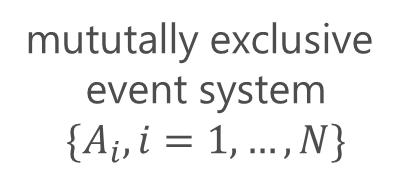 mututally exclusive
event system
{A_i, i = 1, ..., N}